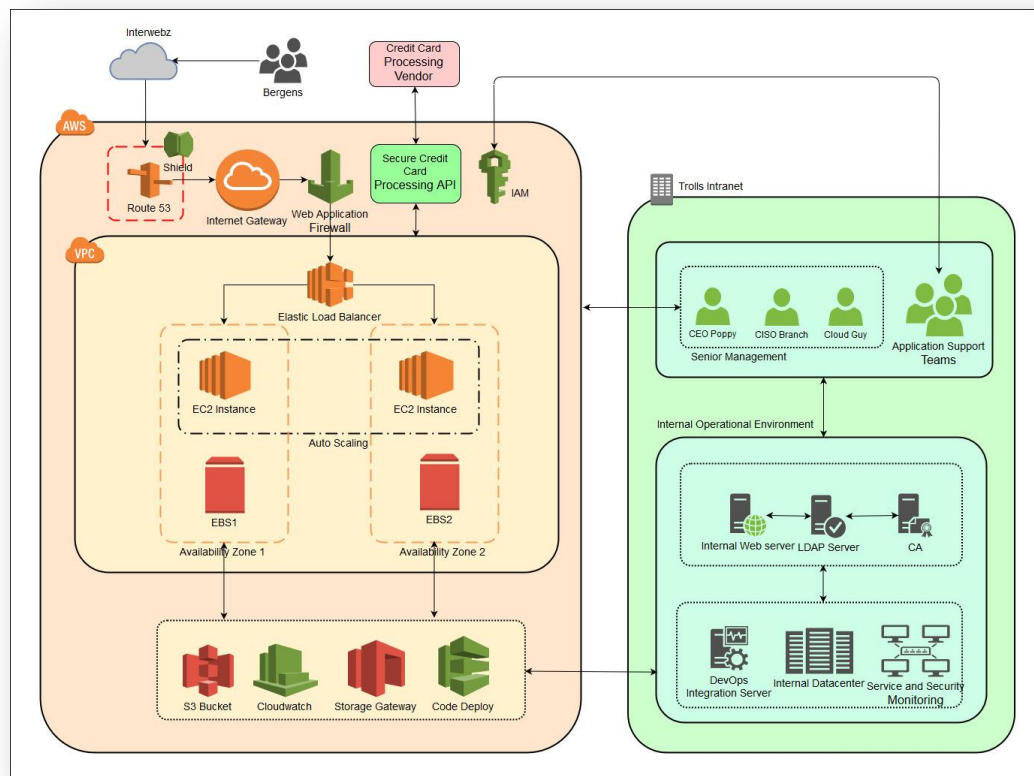 Interwebz
Bergens
Credit Card
Processing
Vendor
AWS
Shield
Route 53
Internet Gateway
Web Application
Firewall
Secure Credit
Card
Processing API
IAM
Trolls Intranet
VPC
Elastic Load Balancer
CEO Poppy
CISO Branch
Cloud Guy
Senior Management
Application Support
Teams
EC2 Instance
EC2 Instance
Auto Scaling
Internal Operational Environment
EBS1
EBS2
Availability Zone 1
Availability Zone 2
Internal Web server
LDAP Server
CA
S3 Bucket
Cloudwatch
Storage Gateway
Code Deploy
DevOps
Integration Server
Internal Datacenter
Service and Security
Monitoring